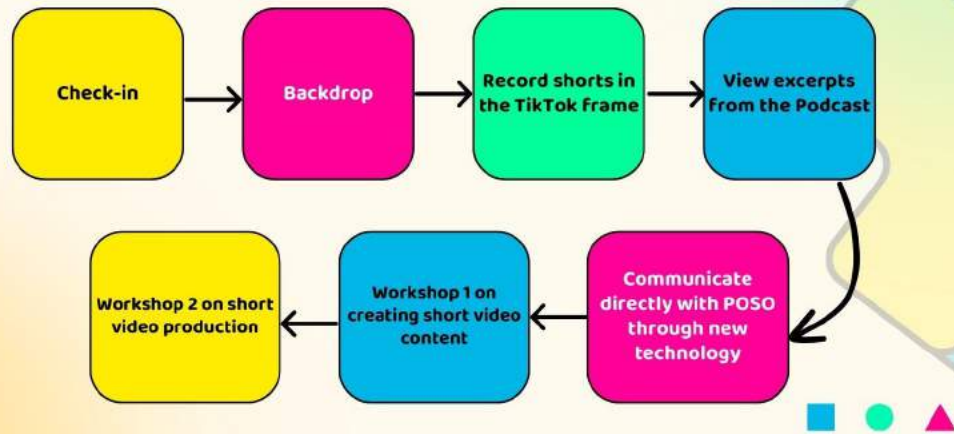 Check-in
Backdrop
Record shorts in
the TikTok frame
View excerpts
from the Podcast
Communicate
directly with POSO
through new
technology
Workshop 1 on
creating short video
content
Workshop 2 on short
video production